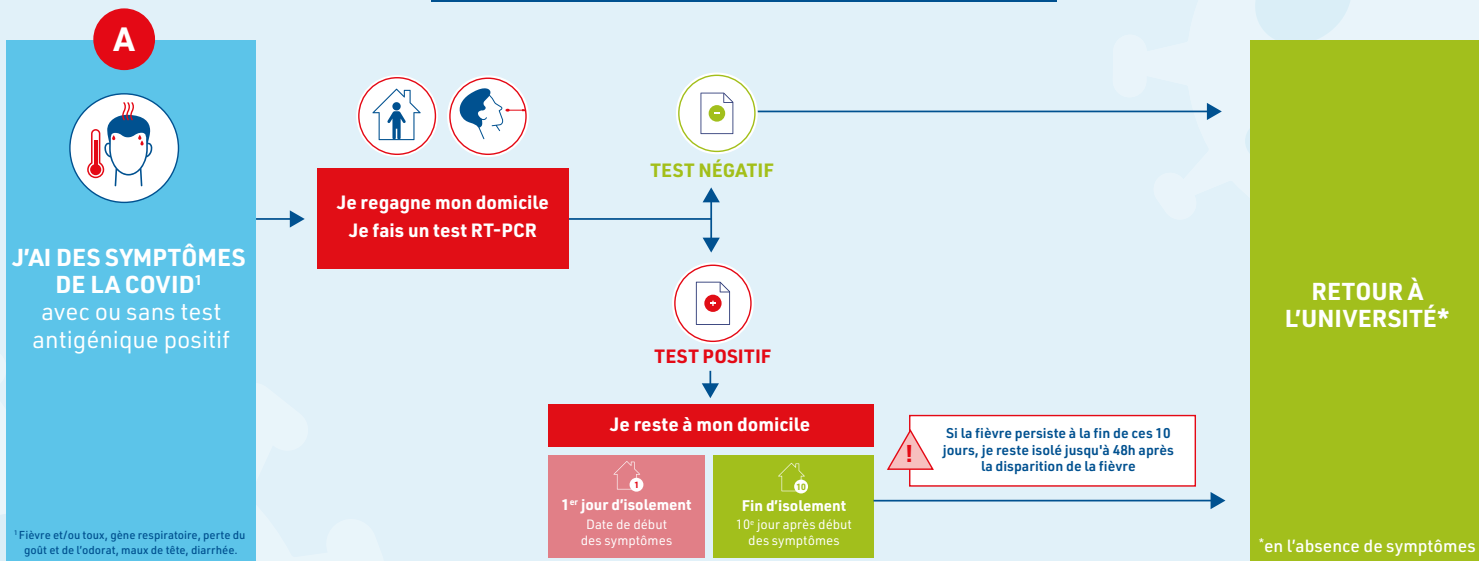 A
J'AI DES SYMPTÔMES
DE LA COVID¹
avec ou sans test
antigénique positif
¹ Fièvre et/ou toux, gène respiratoire, perte du
goût et de l'odorat, maux de tête, diarrhée.
Je regagne mon domicile
Je fais un test RT-PCR
-
TEST NÉGATIF
+
TEST POSITIF
Je reste à mon domicile
1
1er jour d'isolement
Date de début
des symptômes
10
Fin d'isolement
10e jour après début
des symptômes
!
Si la fièvre persiste à la fin de ces 10
jours, je reste isolé jusqu'à 48h après
la disparition de la fièvre
RETOUR À
L'UNIVERSITÉ*
*en l'absence de symptômes